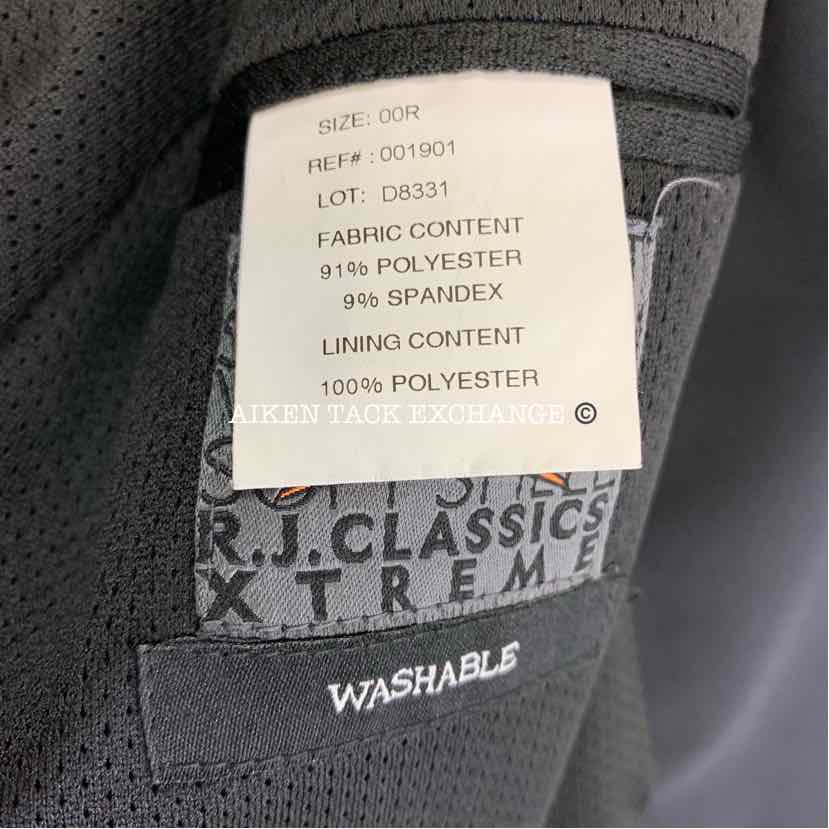 SIZE: 00R
REF# : 001901
LOT: D8331
FABRIC CONTENT
91% POLYESTER
9% SPANDEX
LINING CONTENT
100% POLYESTER
AIKEN TACK EXCHANGE ©
R.J.CLASSICS
XTREME
WASHABLE